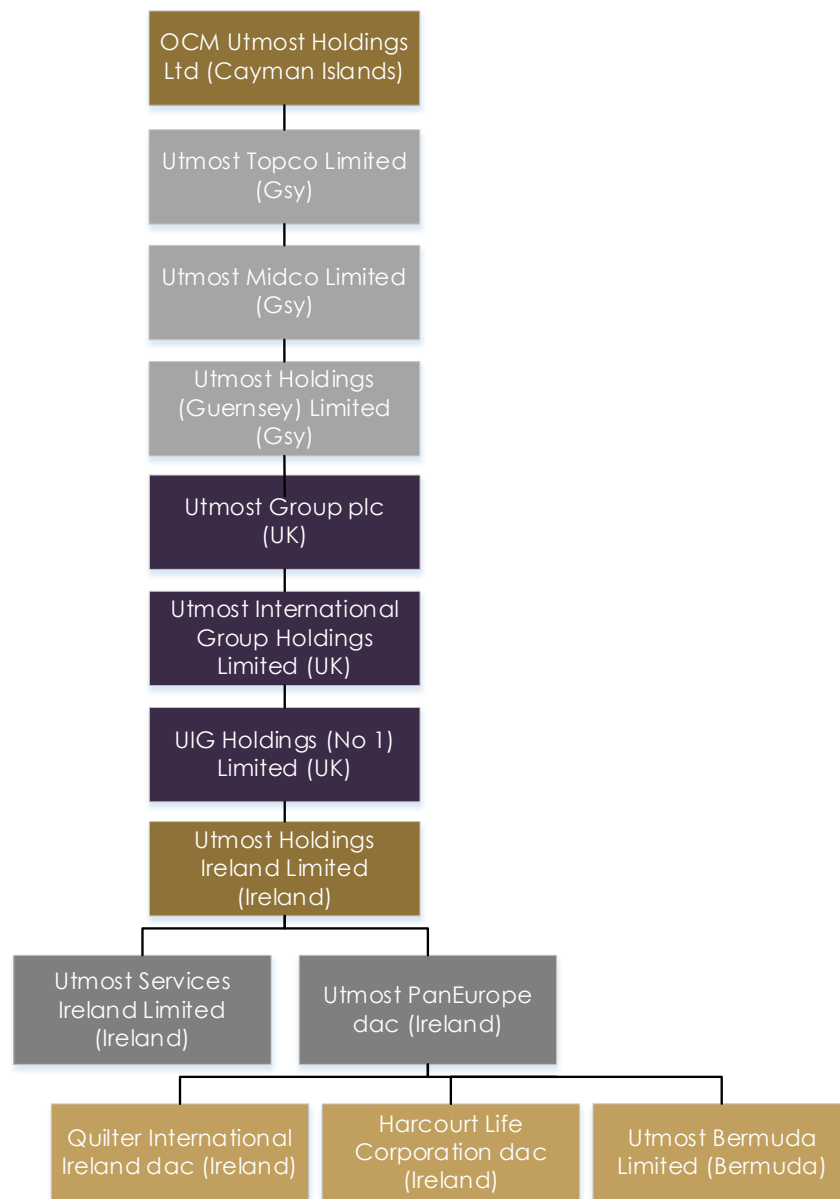 OCM Utmost Holdings
Ltd (Cayman Islands)
Utmost Topco Limited
(Gsy)
Utmost Midco Limited
(Gsy)
Utmost Holdings
(Guernsey) Limited
(Gsy)
Utmost Group plc
(UK)
Utmost International
Group Holdings
Limited (UK)
UIG Holdings (No 1)
Limited (UK)
Utmost Holdings
Ireland Limited
(Ireland)
Utmost Services
Ireland Limited
(Ireland)
Utmost PanEurope
dac (Ireland)
Quilter International
Ireland dac (Ireland)
Harcourt Life
Corporation dac
(Ireland)
Utmost Bermuda
Limited (Bermuda)